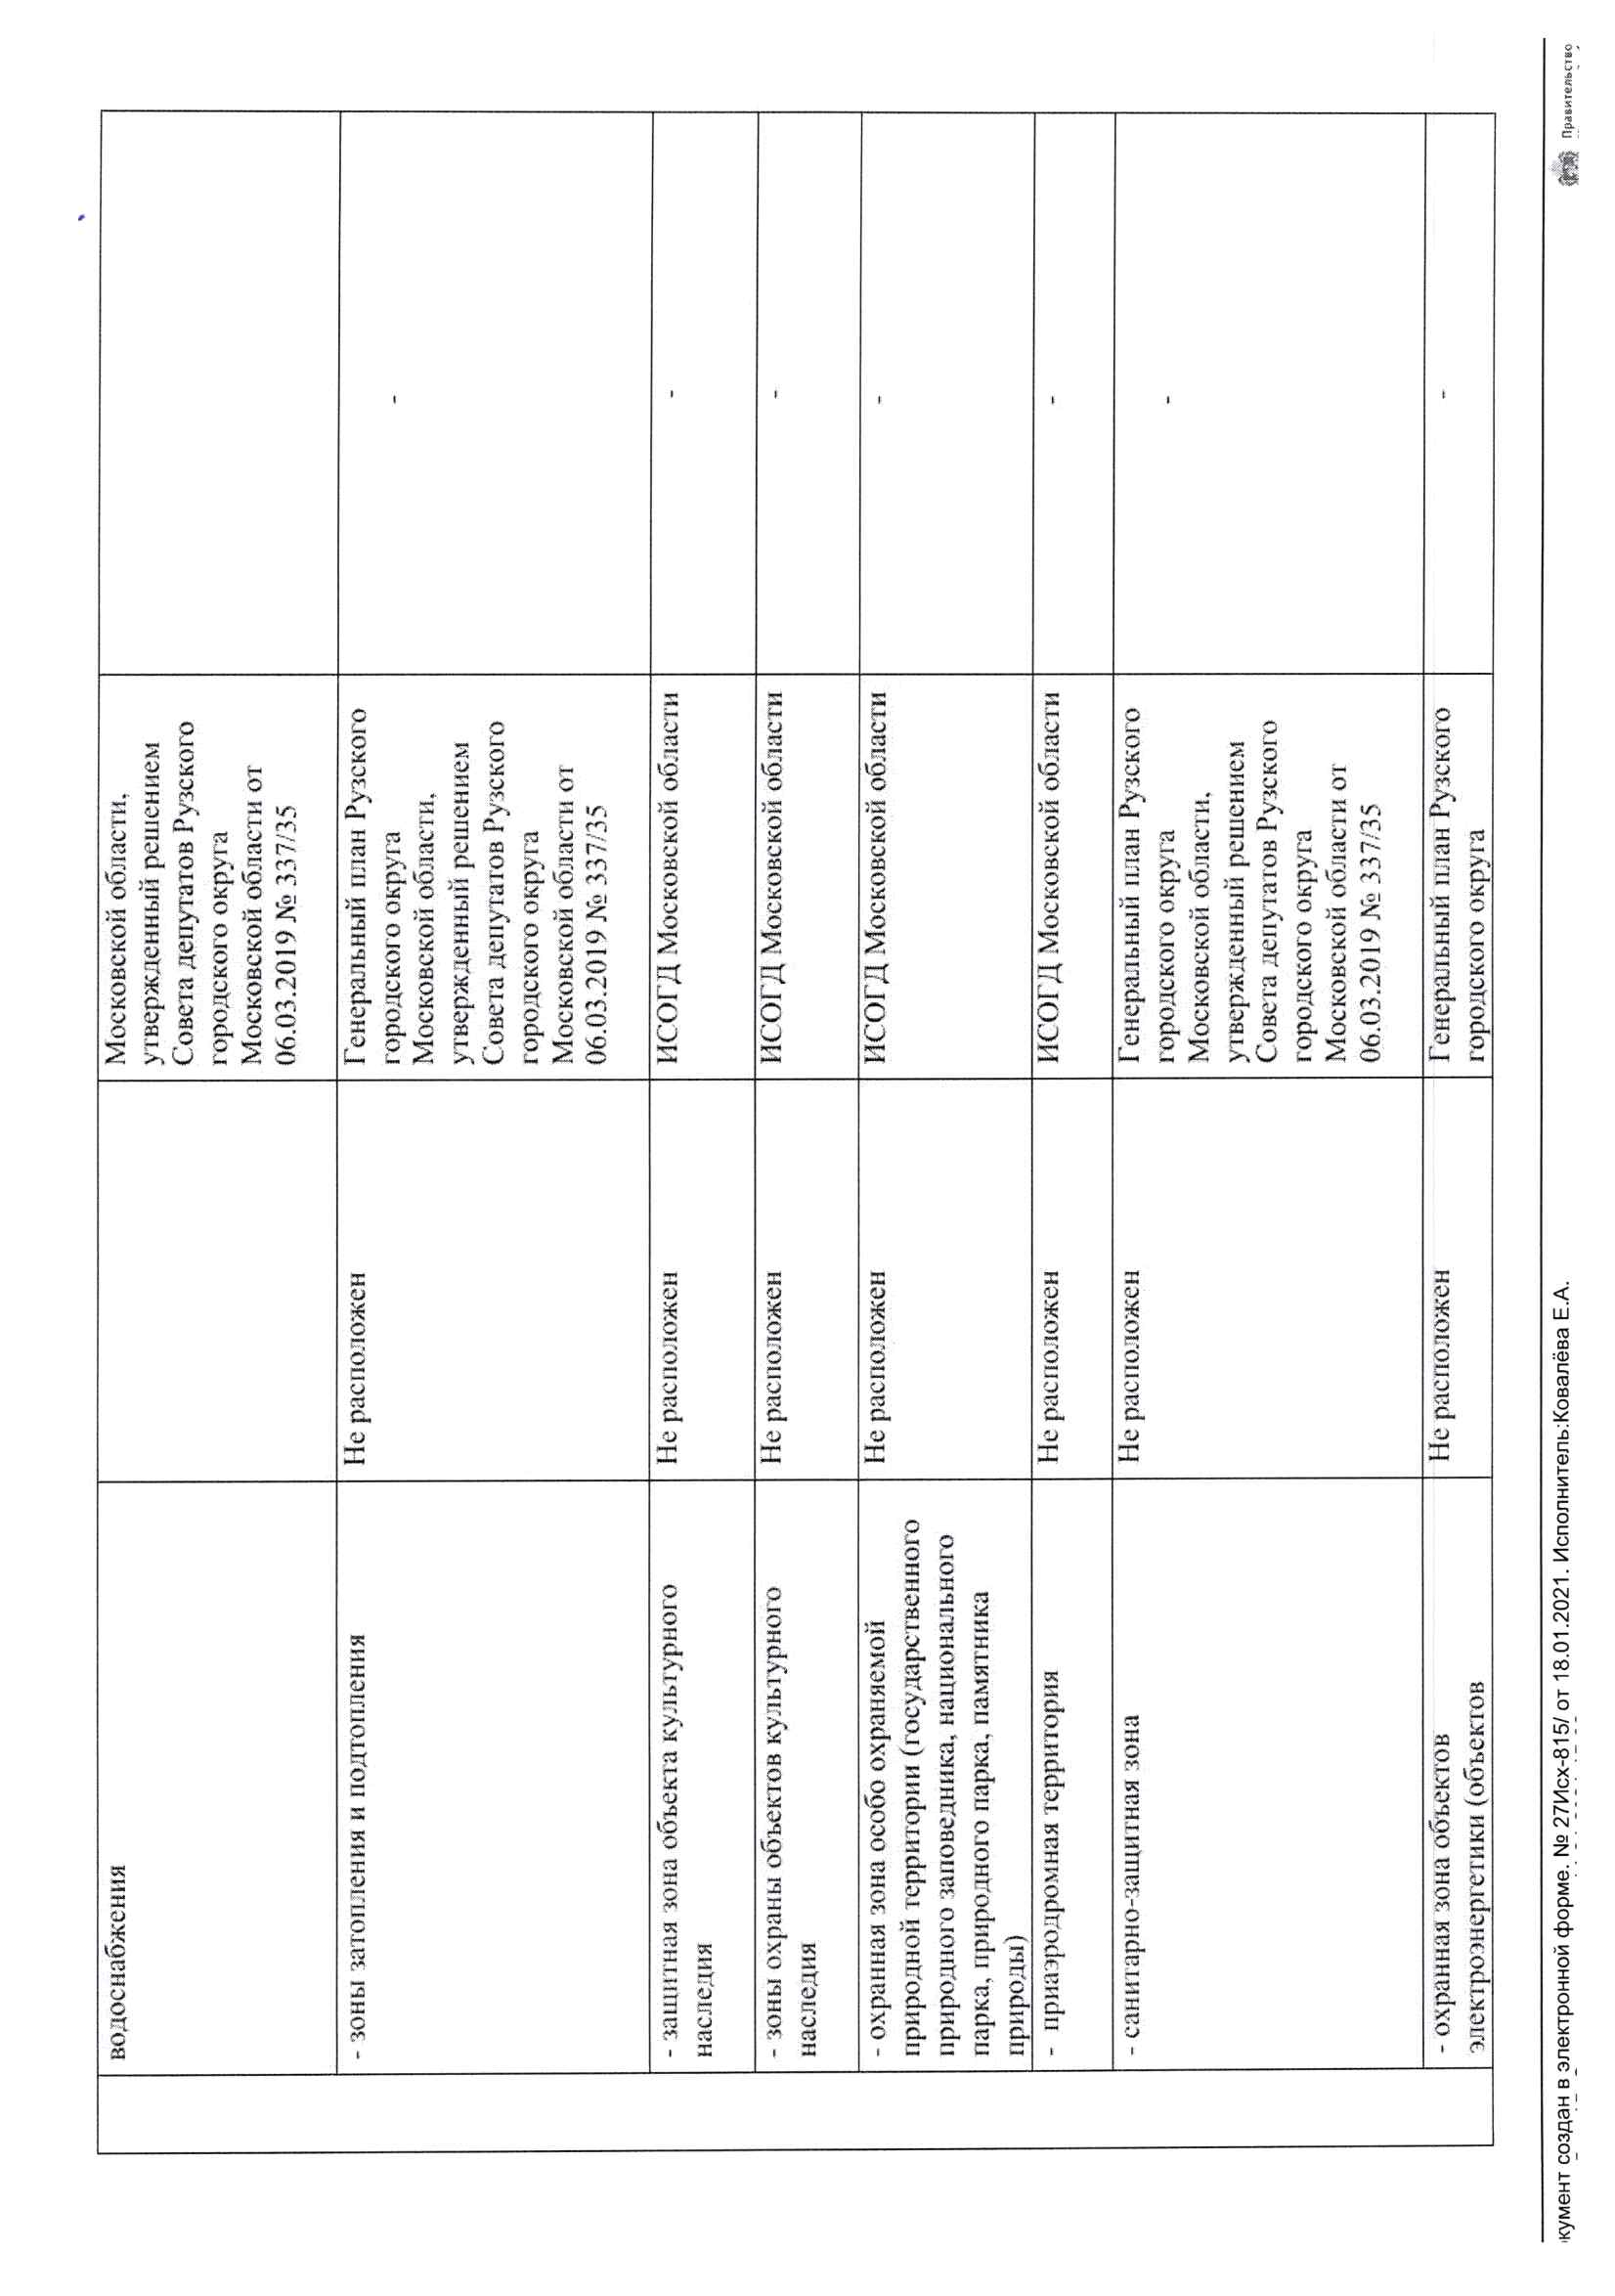 водоснабжения
Московской области,
утвержденный решением
Совета депутатов Рузского
городского округа
Московской области от
06.03.2019 № 337/35
- зоны затопления и подтопления
Не расположен
Генеральный план Рузского
городского округа
Московской области,
утвержденный решением
Совета депутатов Рузского
городского округа
Московской области от
06.03.2019 № 337/35
-
- защитная зона объекта культурного
наследия
Не расположен
ИСОГД Московской области
-
- зоны охраны объектов культурного
наследия
Не расположен
ИСОГД Московской области
-
- охранная зона особо охраняемой
природной территории (государственного
природного заповедника, национального
парка, природного парка, памятника
природы)
Не расположен
ИСОГД Московской области
-
- приаэродромная территория
Не расположен
ИСОГД Московской области
-
- санитарно-защитная зона
Не расположен
Генеральный план Рузского
городского округа
Московской области,
утвержденный решением
Совета депутатов Рузского
городского округа
Московской области от
06.03.2019 № 337/35
-
- охранная зона объектов
электроэнергетики (объектов
Не расположен
Генеральный план Рузского
городского округа
-
кумент создан в электронной форме. № 27Исх-815/ от 18.01.2021. Исполнитель:Ковалёва Е.А.
Правительство